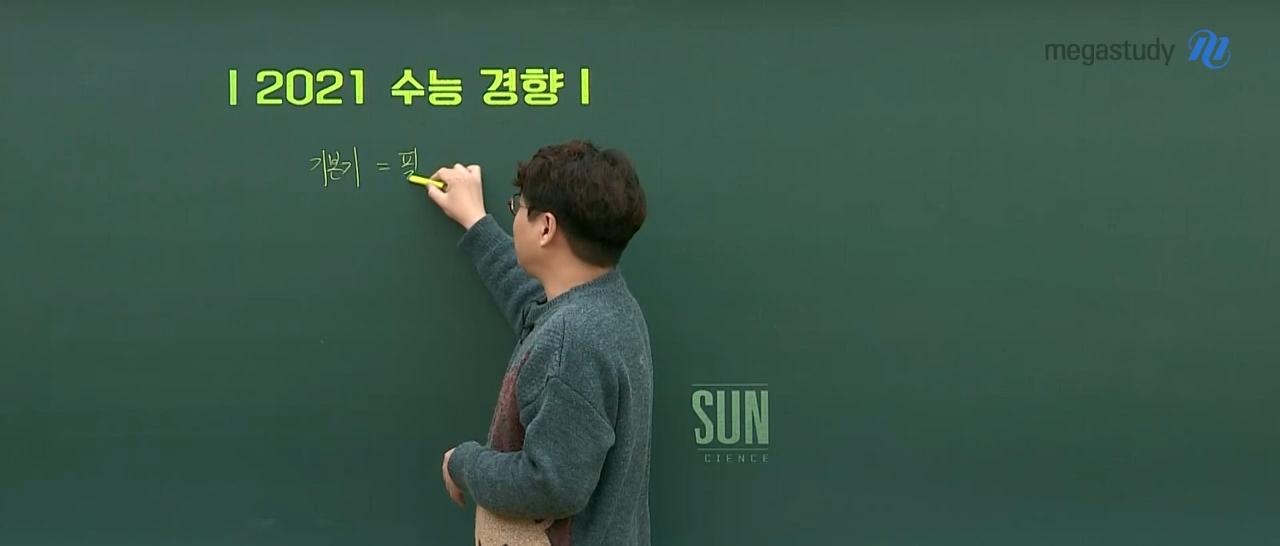 megastudy
| 2021 수능 경향 |
기본기 = 필
SUN
CIENCE